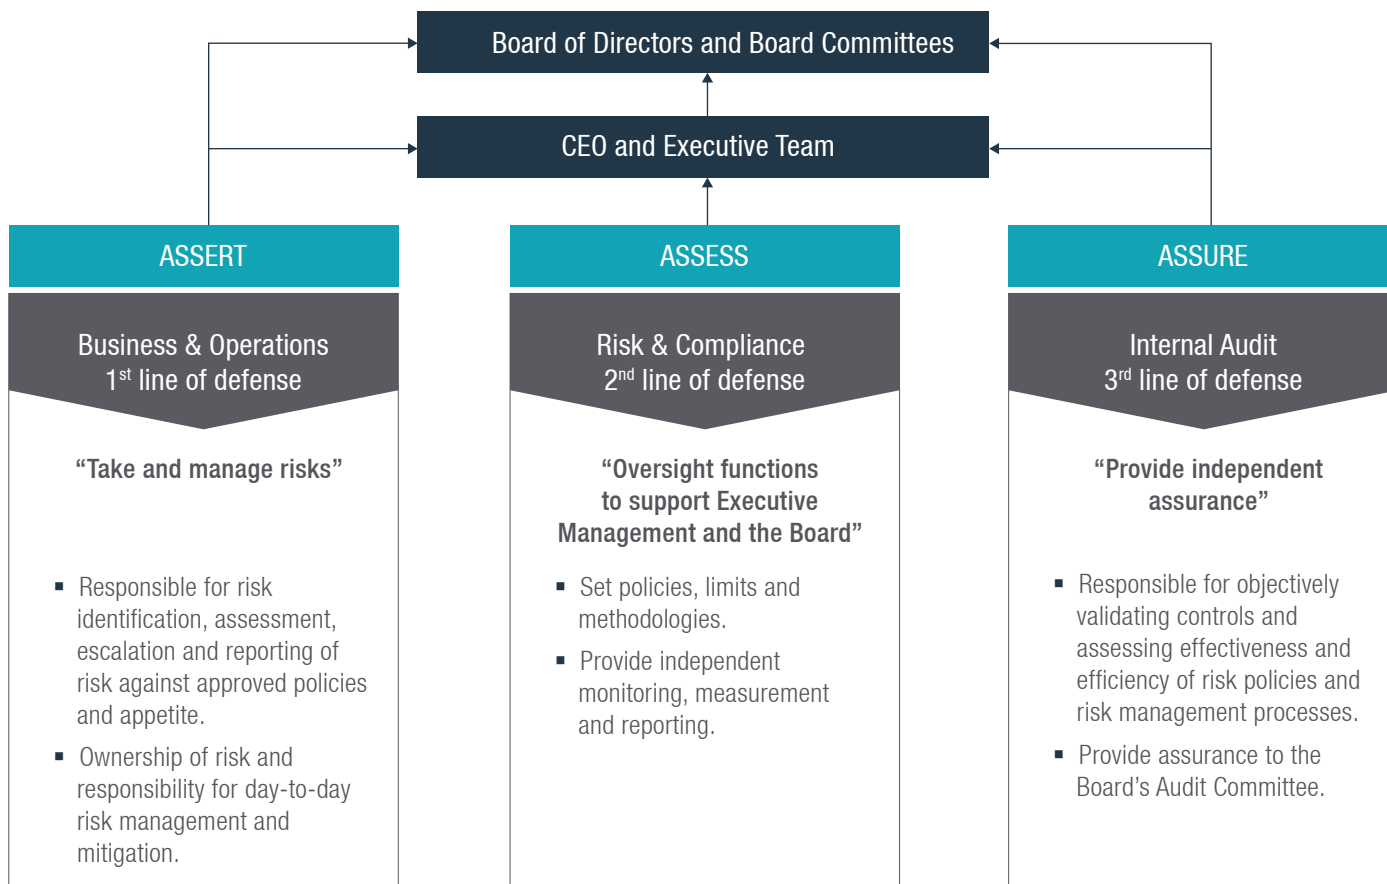 Board of Directors and Board Committees
CEO and Executive Team
ASSERT
Business & Operations
1st line of defense
“Take and manage risks”
▪ Responsible for risk
identification, assessment,
escalation and reporting of
risk against approved policies
and appetite.
▪ Ownership of risk and
responsibility for day-to-day
risk management and
mitigation.
ASSESS
Risk & Compliance
2nd line of defense
“Oversight functions
to support Executive
Management and the Board”
▪ Set policies, limits and
methodologies.
▪ Provide independent
monitoring, measurement
and reporting.
ASSURE
Internal Audit
3rd line of defense
“Provide independent
assurance”
▪ Responsible for objectively
validating controls and
assessing effectiveness and
efficiency of risk policies and
risk management processes.
▪ Provide assurance to the
Board’s Audit Committee.